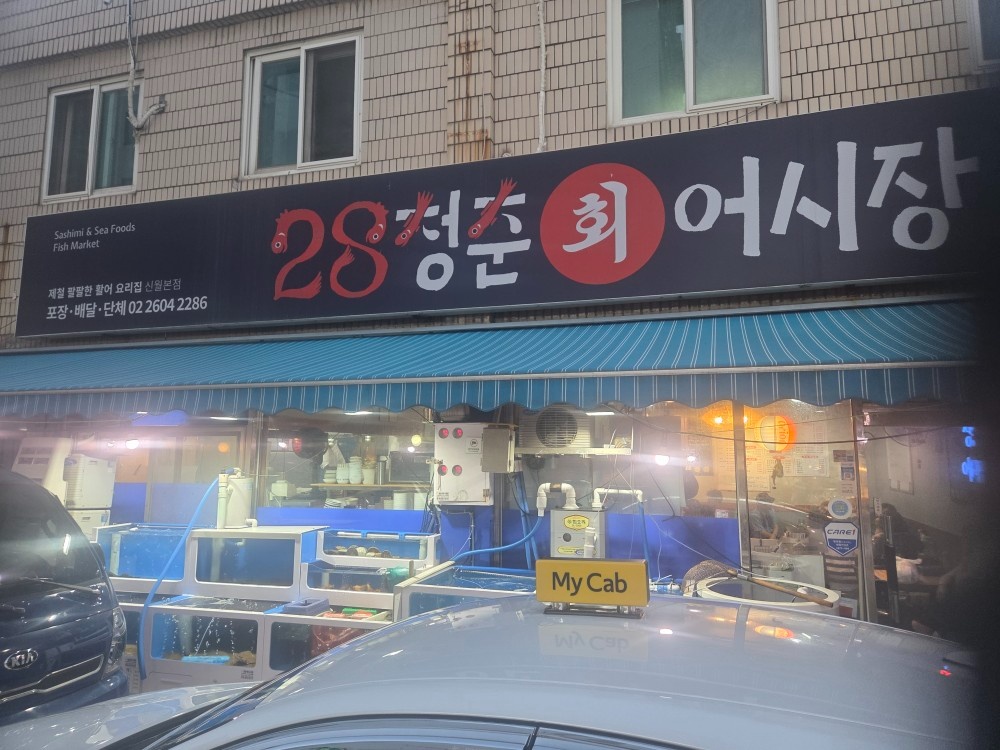 Sashimi & Sea Foods
Fish Market
28청춘 회 어시장
제철 팔팔한 활어 요리집 신월본점
포장·배달·단체 02 2604 2286
CARE1
My Cab
KIA